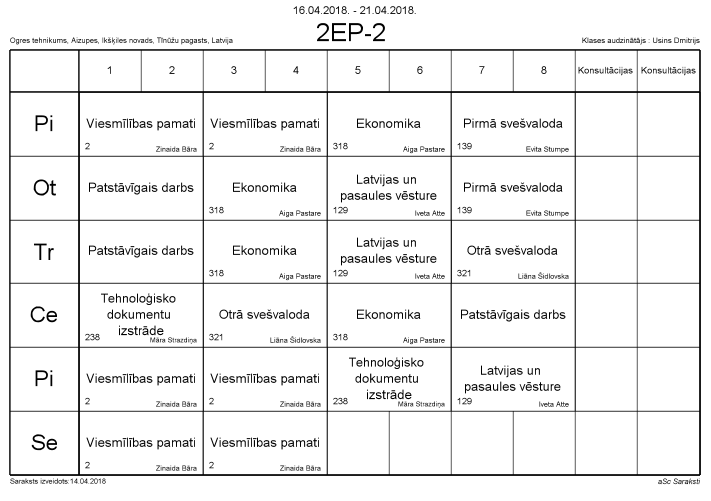 16.04.2018. - 21.04.2018.
2EP-2
Ogres tehnikums, Aizupes, Ikšķiles novads, Tīnūžu pagasts, Latvija
Klases audzinātājs : Usins Dmitrijs
1 2 3 4 5 6 7 8 Konsultācijas Konsultācijas
Pi
Viesmīlības pamati
2 Zinaida Bāra
Viesmīlības pamati
2 Zinaida Bāra
Ekonomika
318 Aiga Pastare
Pirmā svešvaloda
139 Evita Stumpe
Ot
Patstāvīgais darbs
Ekonomika
318 Aiga Pastare
Latvijas un
pasaules vēsture
129 Iveta Atte
Pirmā svešvaloda
139 Evita Stumpe
Tr
Patstāvīgais darbs
Ekonomika
318 Aiga Pastare
Latvijas un
pasaules vēsture
129 Iveta Atte
Otrā svešvaloda
321 Liāna Šidlovska
Ce
Tehnoloģisko
dokumentu
izstrāde
238 Māra Strazdiņa
Otrā svešvaloda
321 Liāna Šidlovska
Ekonomika
318 Aiga Pastare
Patstāvīgais darbs
Pi
Viesmīlības pamati
2 Zinaida Bāra
Viesmīlības pamati
2 Zinaida Bāra
Tehnoloģisko
dokumentu
izstrāde
238 Māra Strazdiņa
Latvijas un
pasaules vēsture
129 Iveta Atte
Se
Viesmīlības pamati
2 Zinaida Bāra
Viesmīlības pamati
2 Zinaida Bāra
Saraksts izveidots:14.04.2018
aSc Saraksti